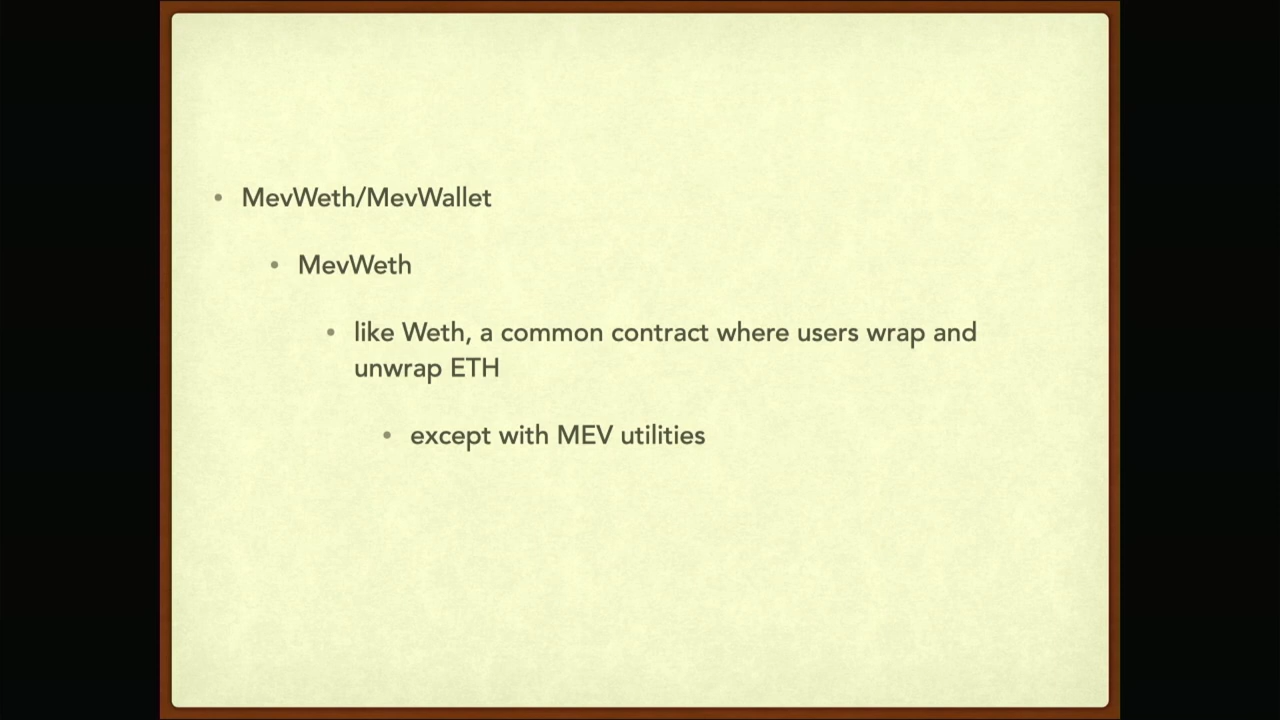 • MevWeth/MevWallet
• MevWeth
• like Weth, a common contract where users wrap and
unwrap ETH
• except with MEV utilities